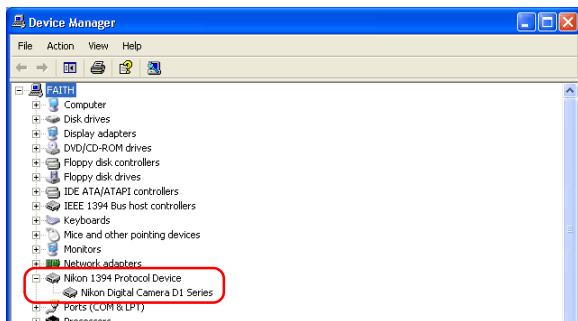 Device Manager
File Action View Help
FAITH
Computer
Disk drives
Display adapters
DVD/CD-ROM drives
Floppy disk controllers
Floppy disk drives
IDE ATA/ATAPI controllers
IEEE 1394 Bus host controllers
Keyboards
Mice and other pointing devices
Monitors
Network adapters
Nikon 1394 Protocol Device
Nikon Digital Camera D1 Series
Ports (COM & LPT)
Processors